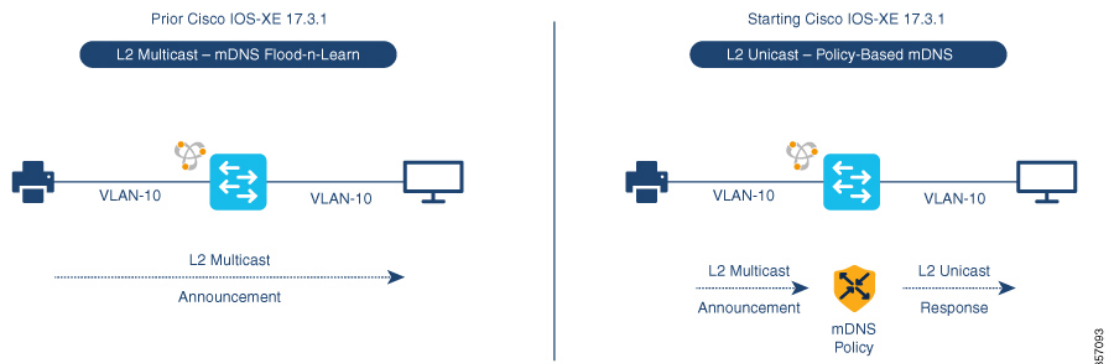 Prior Cisco IOS-XE 17.3.1
L2 Multicast – mDNS Flood-n-Learn
VLAN-10
VLAN-10
L2 Multicast
Announcement
Starting Cisco IOS-XE 17.3.1
L2 Unicast – Policy-Based mDNS
VLAN-10
VLAN-10
L2 Multicast
Announcement
mDNS
Policy
L2 Unicast
Response